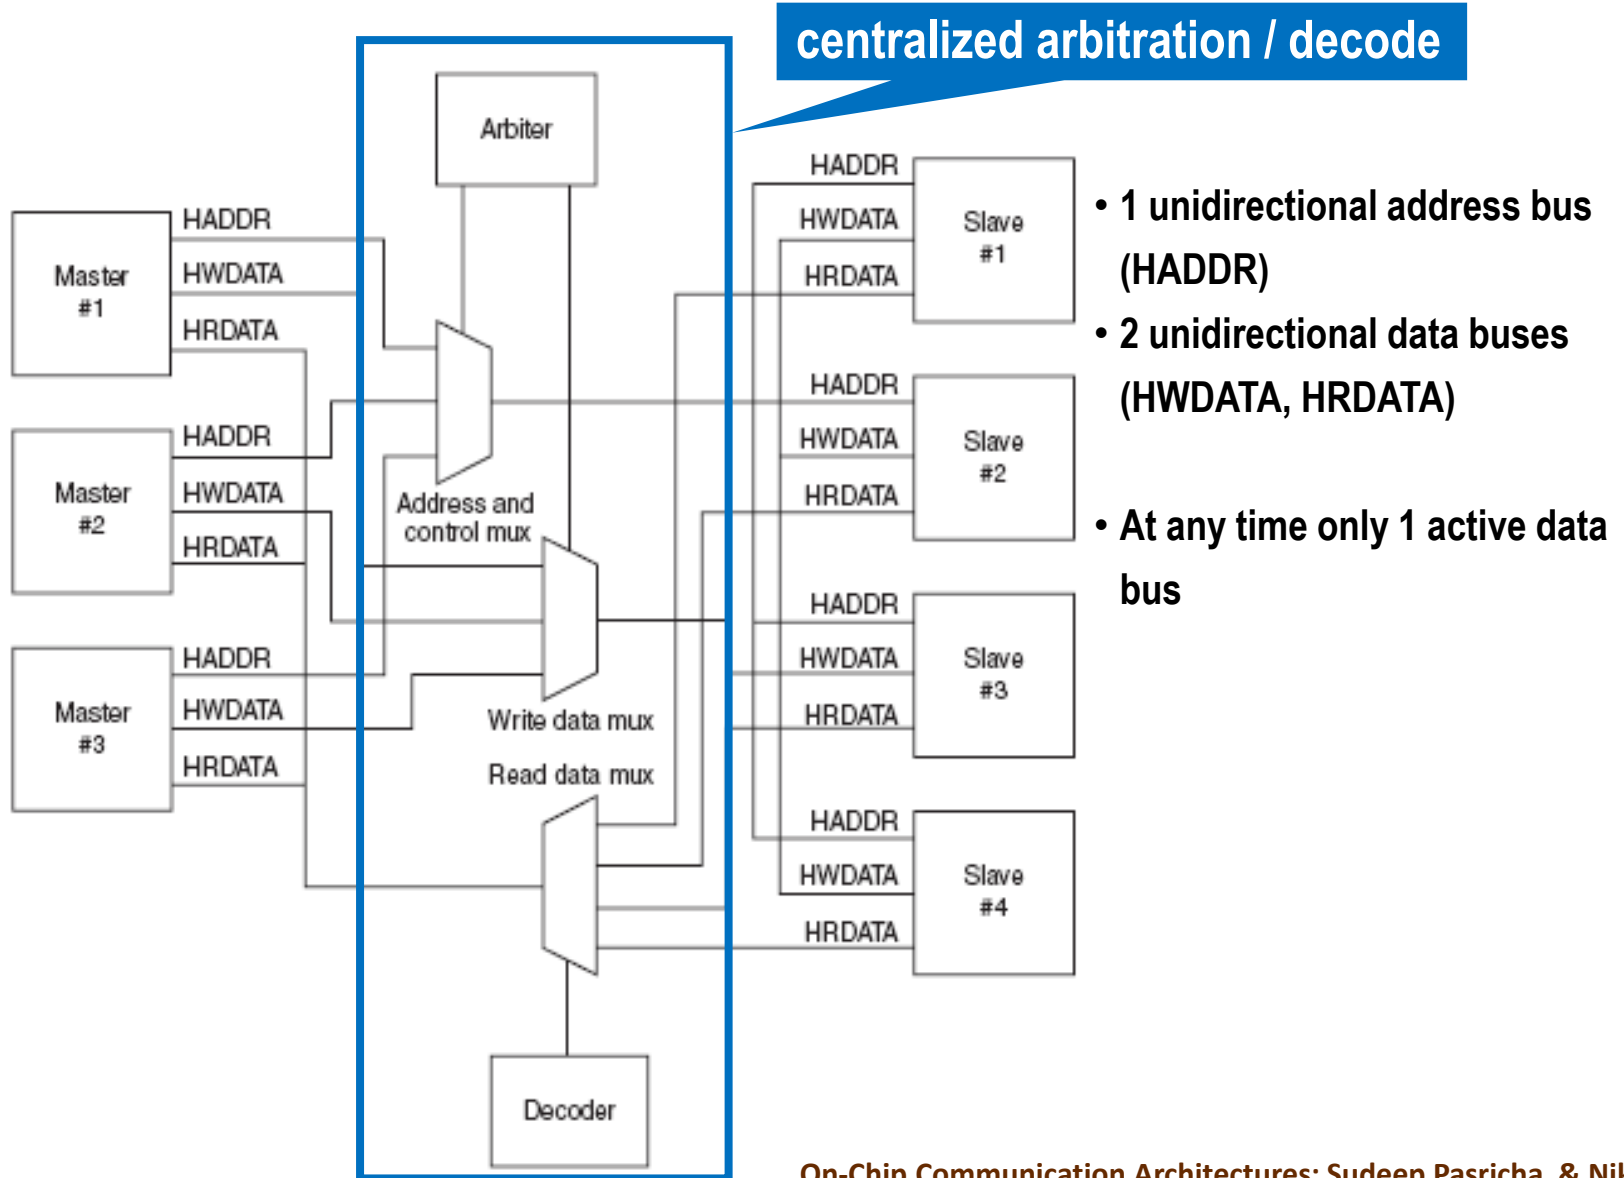 centralized arbitration / decode
Arbiter
Master
#1
HADDR
HWDATA
HRDATA
Master
#2
HADDR
HWDATA
HRDATA
Master
#3
HADDR
HWDATA
HRDATA
Address and
control mux
Write data mux
Read data mux
Decoder
HADDR
HWDATA
HRDATA
Slave
#1
HADDR
HWDATA
HRDATA
Slave
#2
HADDR
HWDATA
HRDATA
Slave
#3
HADDR
HWDATA
HRDATA
Slave
#4
• 1 unidirectional address bus
(HADDR)
• 2 unidirectional data buses
(HWDATA, HRDATA)
• At any time only 1 active data
bus
On-Chip Communication Architectures: Sudeep Pasricha & Nik